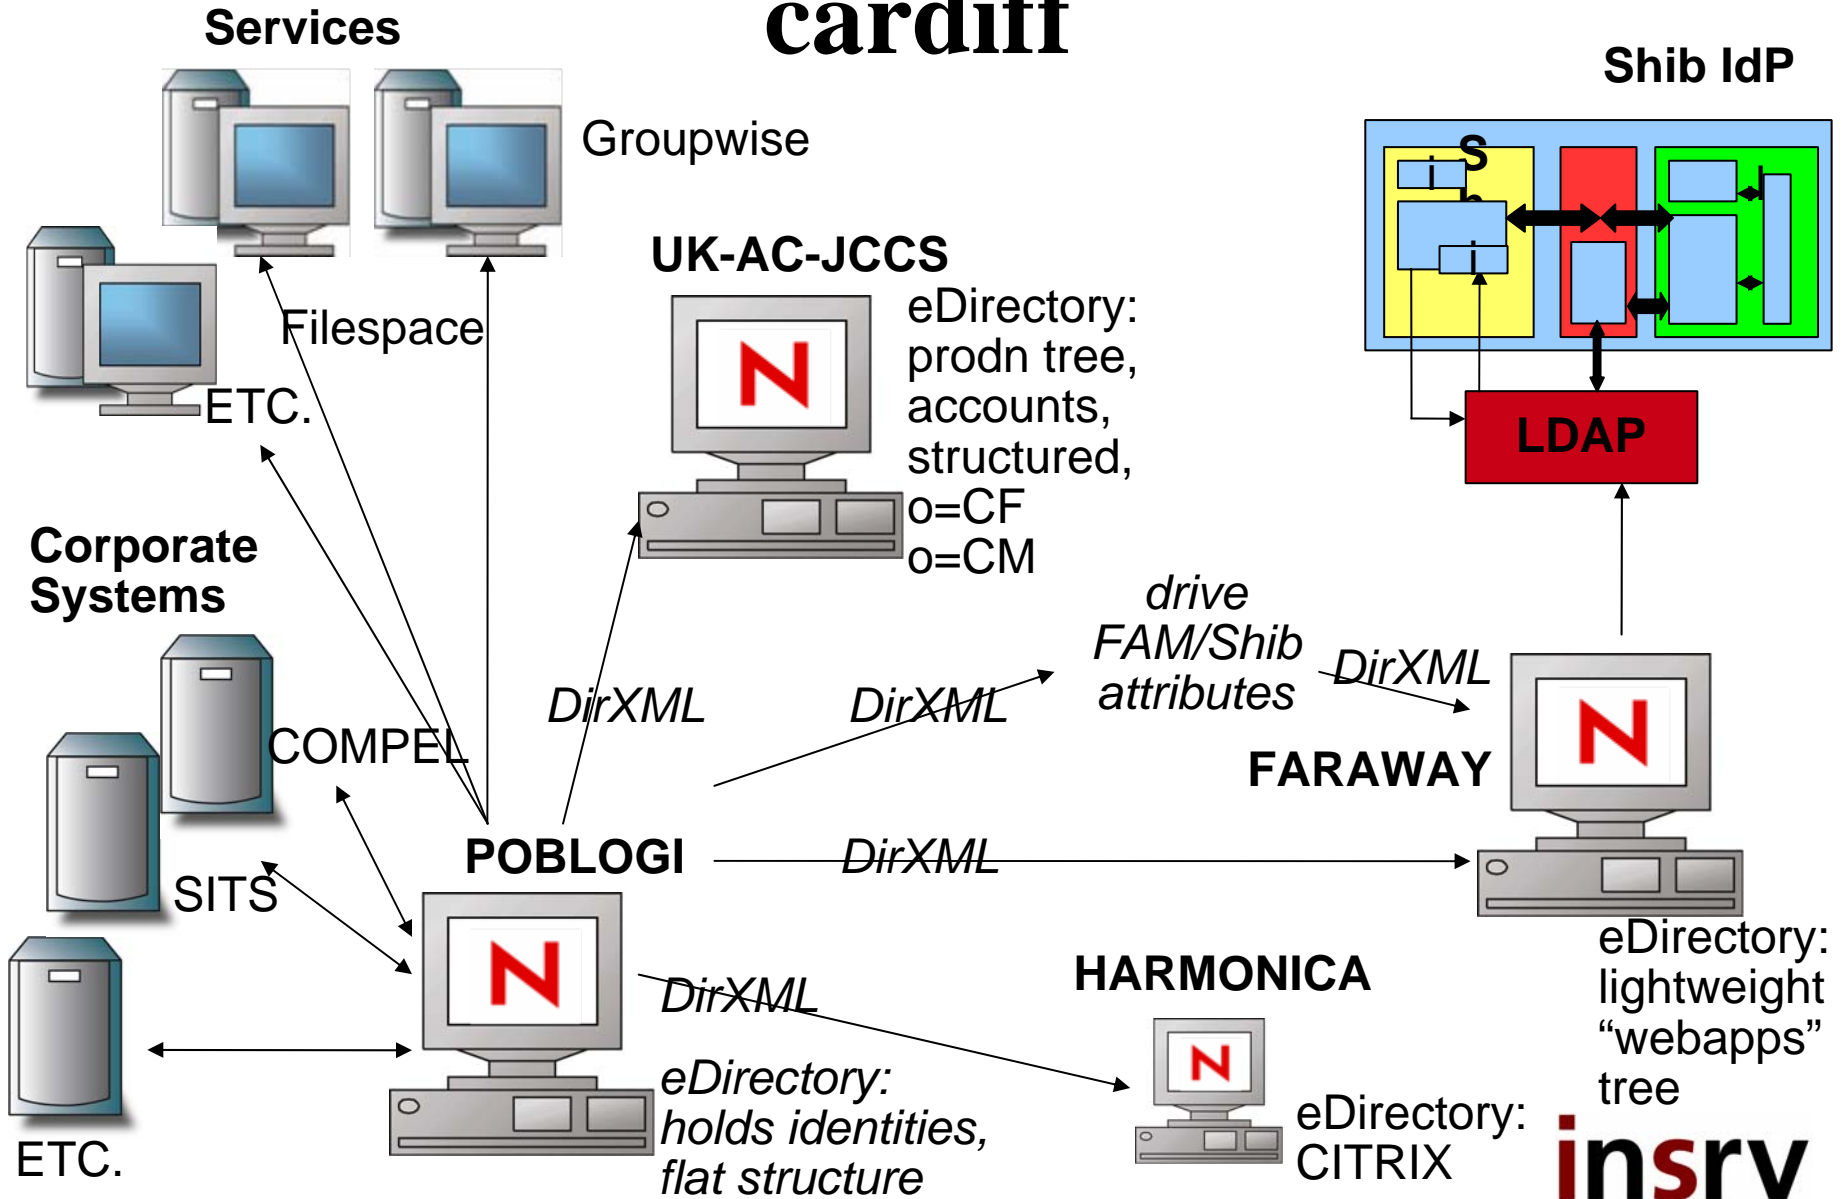 cardiff
Services
Groupwise
Filespace
ETC.
UK-AC-JCCS
eDirectory:
prodn tree,
accounts,
structured,
o=CF
o=CM
Shib IdP
S
h
LDAP
Corporate
Systems
COMPEL
SITS
ETC.
POBLOGI
eDirectory:
holds identities,
flat structure
DirXML
DirXML
drive
FAM/Shib
attributes
DirXML
DirXML
DirXML
FARAWAY
eDirectory:
lightweight
“webapps”
tree
HARMONICA
eDirectory:
CITRIX
insrv